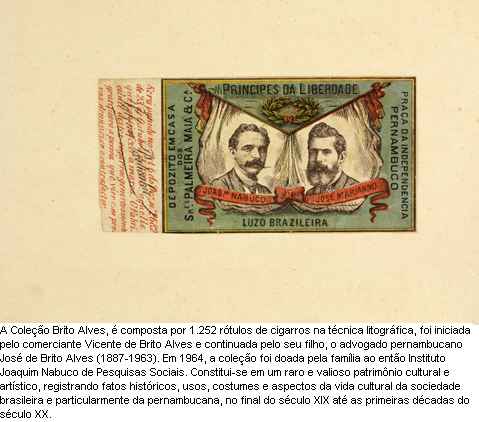 PRINCIPES DA LIBERDADE
DEPOZITO EM CASA
DOS
Snrs PALMEIRA MAIA & Ca
PRAÇA DA INDEPENDENCIA
PERNAMBUCO
JOAQm NABUCO
JOSÉ MARIANNO
LUZO BRAZILEIRA
A Coleção Brito Alves, é composta por 1.252 rótulos de cigarros na técnica litográfica, foi iniciada
pelo comerciante Vicente de Brito Alves e continuada pelo seu filho, o advogado pernambucano
José de Brito Alves (1887-1963). Em 1964, a coleção foi doada pela família ao então Instituto
Joaquim Nabuco de Pesquisas Sociais. Constitui-se em um raro e valioso patrimônio cultural e
artístico, registrando fatos históricos, usos, costumes e aspectos da vida cultural da sociedade
brasileira e particularmente da pernambucana, no final do século XIX até as primeiras décadas do
século XX.